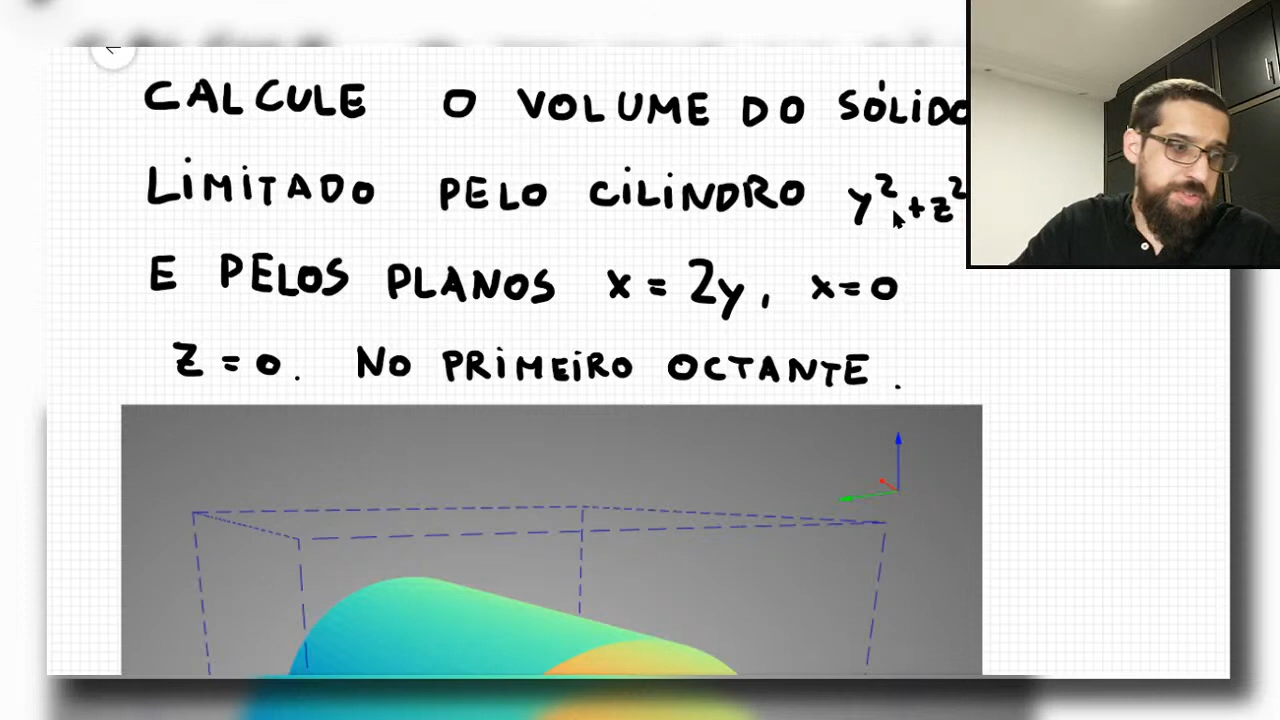 CALCULE O VOLUME DO SÓLIDO
LIMITADO PELO CILINDRO y²+z²
E PELOS PLANOS x = 2y, x=0
z = 0. NO PRIMEIRO OCTANTE.